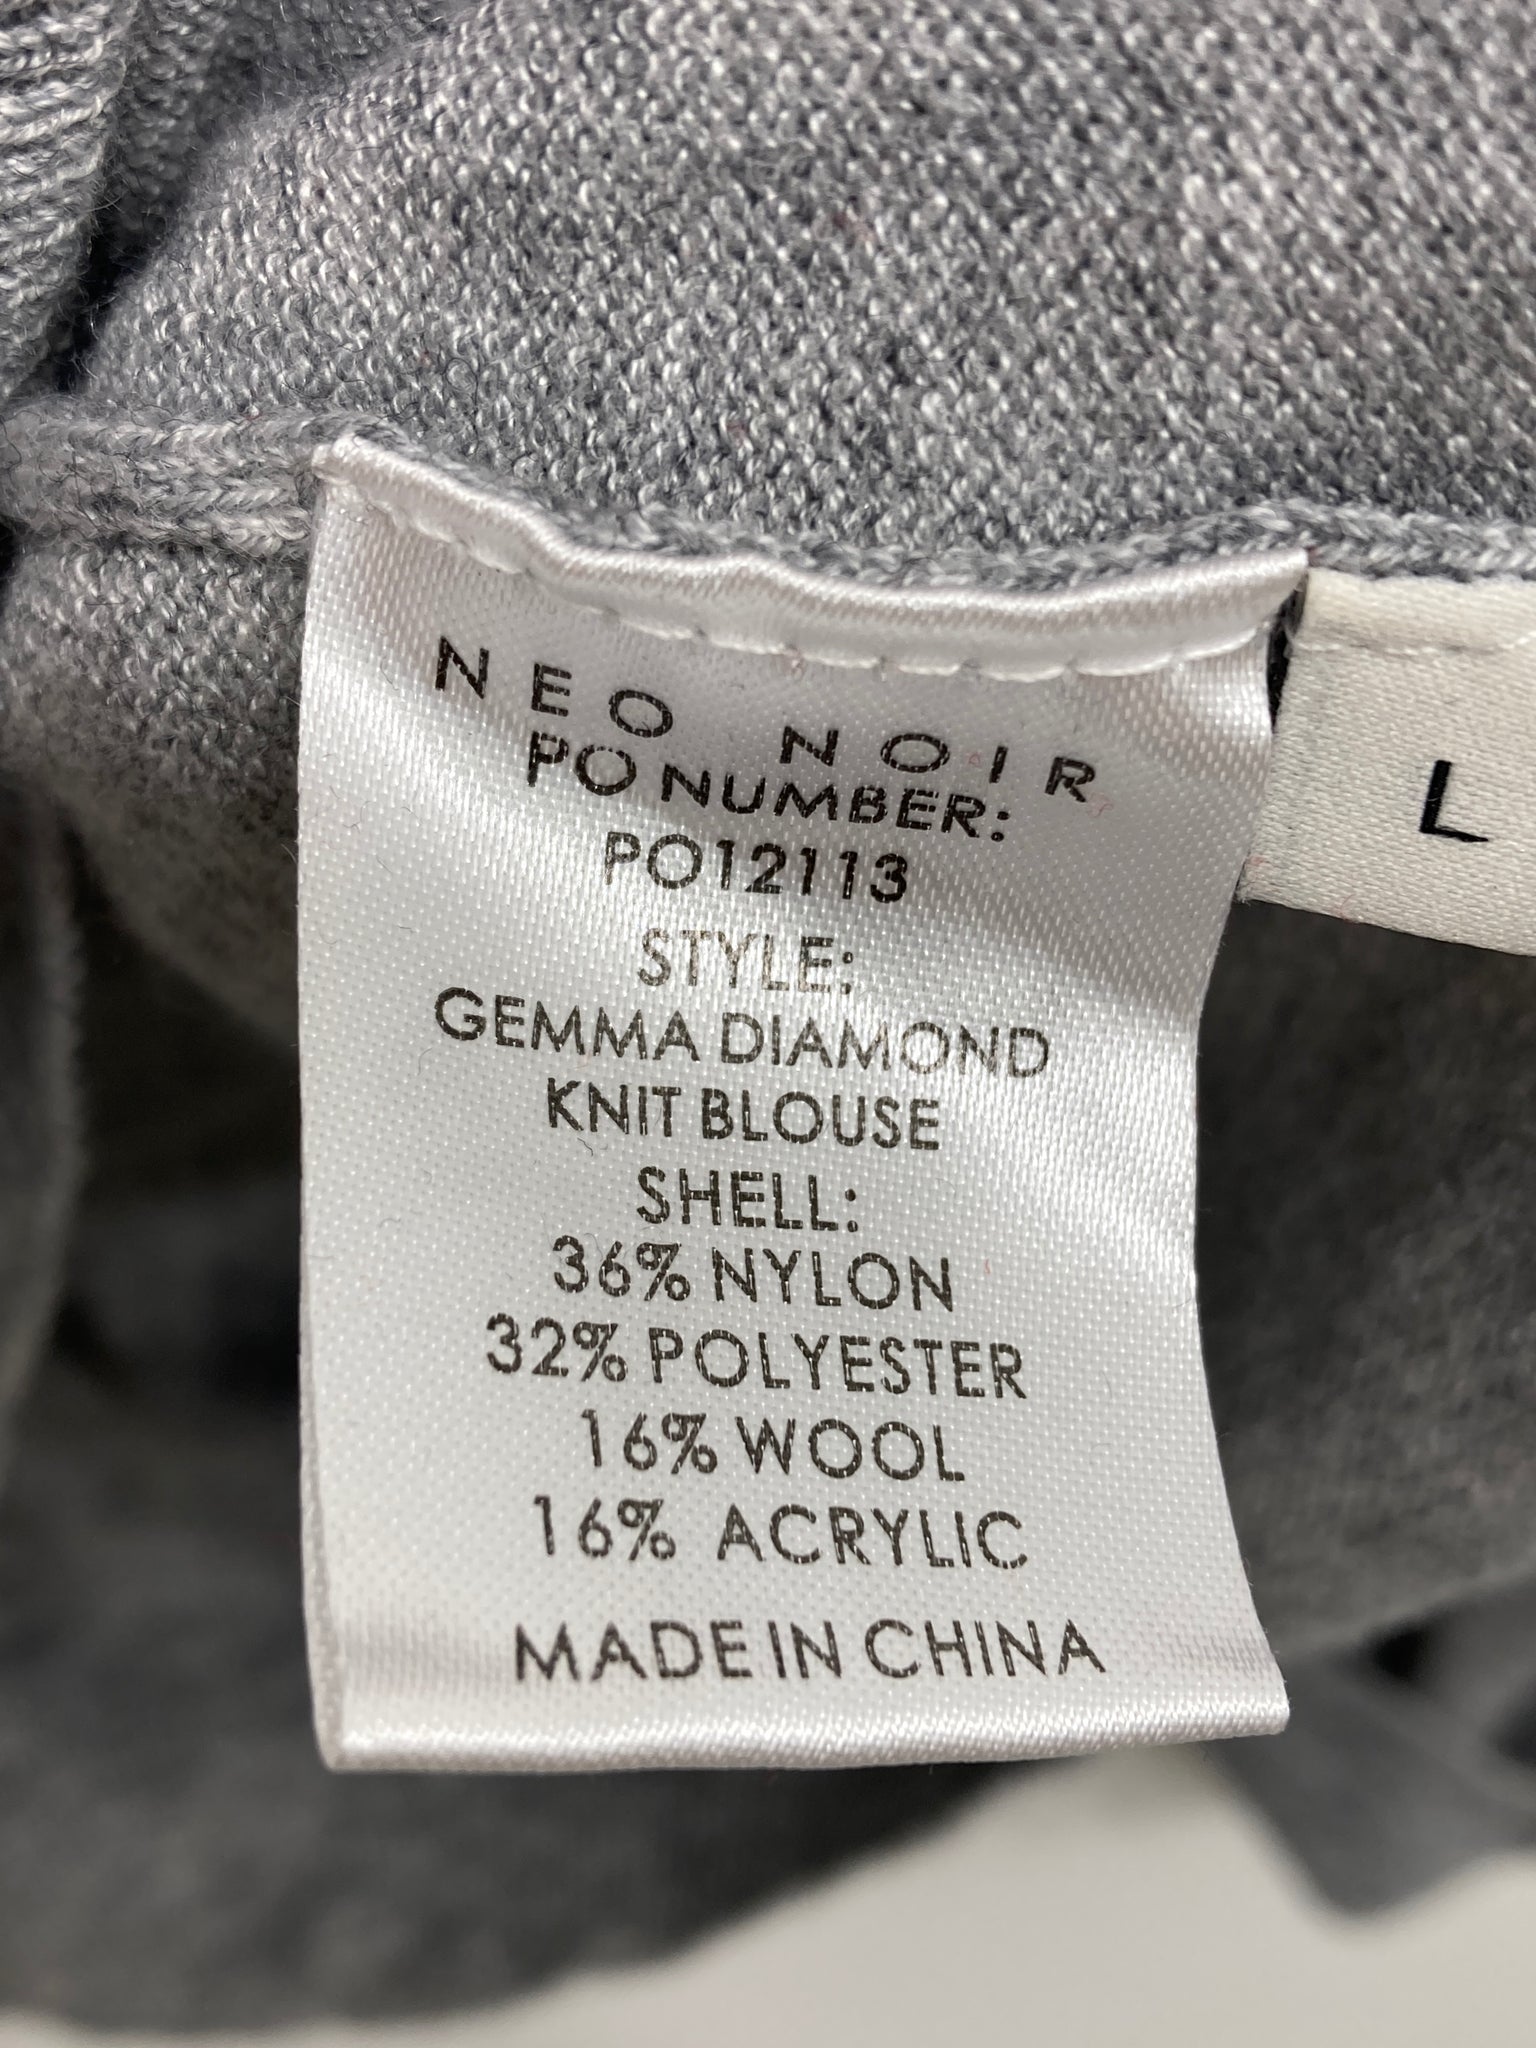 NEO NOIR
PO NUMBER:
PO12113
STYLE:
GEMMA DIAMOND
KNIT BLOUSE
SHELL:
36% NYLON
32% POLYESTER
16% WOOL
16% ACRYLIC
MADE IN CHINA
L